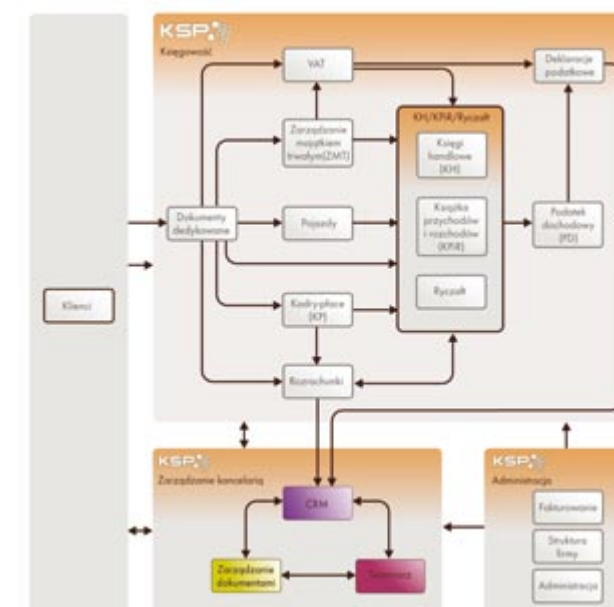 KSP
Księgowość
VAT
Deklaracje
podatkowe
Zarządzanie
majątkiem
trwałym(ZMT)
KH/KPiR/Ryczałt
Księgi
handlowe
(KH)
Dokumenty
dedykowane
Pojazdy
Książka
przychodów
i rozchodów
(KPiR)
Podatek
dochodowy
(PD)
Ryczałt
Klienci
Kadry-płace
(KP)
Rozrachunki
KSP
Zarządzanie kancelarią
CRM
Zarządzanie
dokumentami
Terminarz
KSP
Administracja
Fakturowanie
Struktura
firmy
Administracja